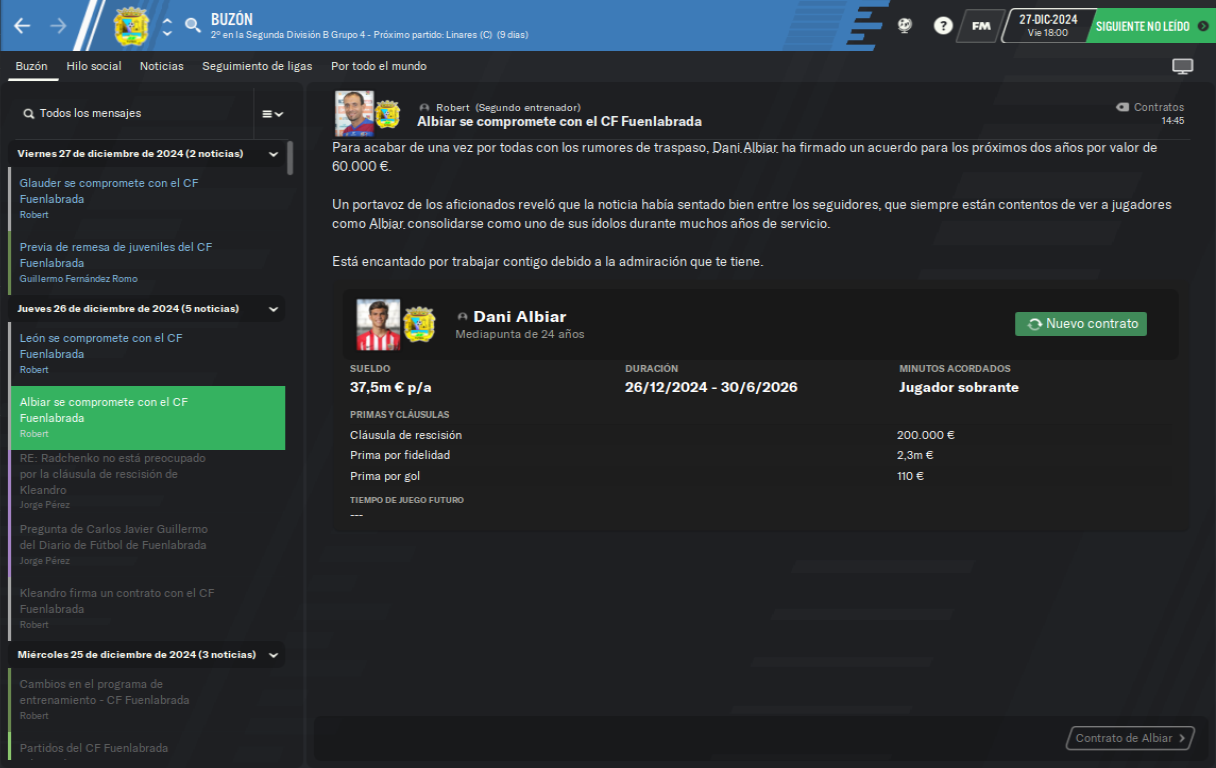 BUZÓN
2º en la Segunda División B Grupo 4 - Próximo partido: Linares (C) (9 días)
?
FM
27-DIC-2024
Vie 18:00
SIGUIENTE NO LEÍDO
Buzón
Hilo social
Noticias
Seguimiento de ligas
Por todo el mundo
Todos los mensajes
Viernes 27 de diciembre de 2024 (2 noticias)
Glauder se compromete con el CF
Fuenlabrada
Robert
Previa de remesa de juveniles del CF
Fuenlabrada
Guillermo Fernández Romo
Jueves 26 de diciembre de 2024 (5 noticias)
León se compromete con el CF
Fuenlabrada
Robert
Albiar se compromete con el CF
Fuenlabrada
Robert
RE: Radchenko no está preocupado
por la cláusula de rescisión de
Kleandro
Jorge Pérez
Pregunta de Carlos Javier Guillermo
del Diario de Fútbol de Fuenlabrada
Jorge Pérez
Kleandro firma un contrato con el CF
Fuenlabrada
Robert
Miércoles 25 de diciembre de 2024 (3 noticias)
Cambios en el programa de
entrenamiento - CF Fuenlabrada
Robert
Partidos del CF Fuenlabrada
Robert (Segundo entrenador)
Albiar se compromete con el CF Fuenlabrada
Contratos
14:45
Para acabar de una vez por todas con los rumores de traspaso, Dani Albiar ha firmado un acuerdo para los próximos dos años por valor de
60.000 €.
Un portavoz de los aficionados reveló que la noticia había sentado bien entre los seguidores, que siempre están contentos de ver a jugadores
como Albiar consolidarse como uno de sus ídolos durante muchos años de servicio.
Está encantado por trabajar contigo debido a la admiración que te tiene.
Dani Albiar
Mediapunta de 24 años
Nuevo contrato
SUELDO
DURACIÓN
MINUTOS ACORDADOS
37,5m € p/a
26/12/2024 - 30/6/2026
Jugador sobrante
PRIMAS Y CLÁUSULAS
Cláusula de rescisión
200.000 €
Prima por fidelidad
2,3m €
Prima por gol
110 €
TIEMPO DE JUEGO FUTURO
---
Contrato de Albiar